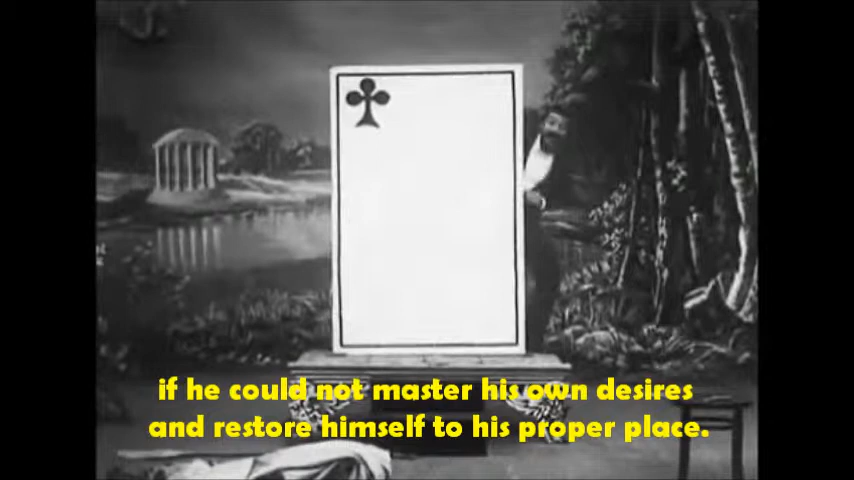 if he could not master his own desires
and restore himself to his proper place.